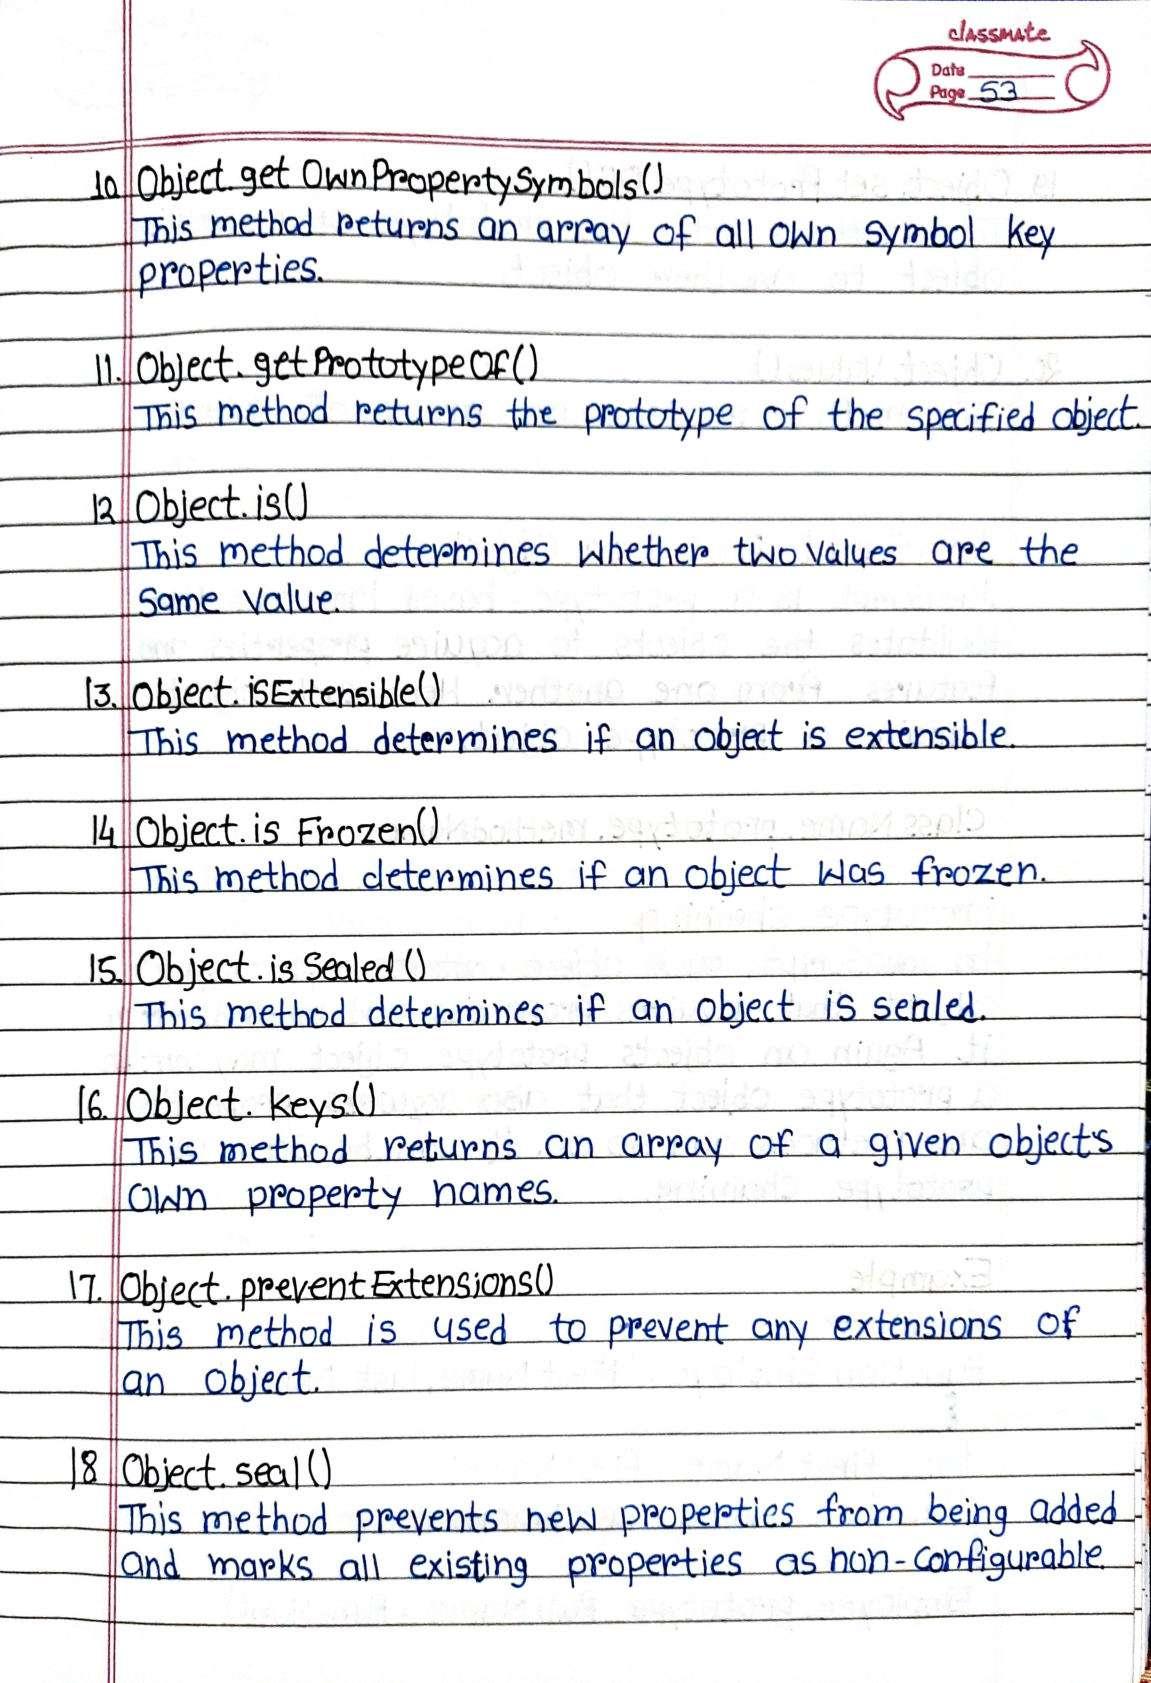 classmate
Date
Page 53
10 Object.get OwnPropertySymbols()
This method returns an array of all own symbol key
properties.
11. Object.getPrototypeOf()
This method returns the prototype of the specified object.
12 Object.is()
This method determines whether two values are the
same value.
13. Object.isExtensible()
This method determines if an object is extensible.
14 Object.is Frozen()
This method determines if an object was frozen.
15. Object.is Sealed ()
This method determines if an object is sealed.
16. Object.keys()
This method returns an array of a given object's
own property names.
17. Object.prevent Extensions()
This method is used to prevent any extensions of
an object.
18 Object.seal()
This method prevents new properties from being added
and marks all existing properties as non-configurable